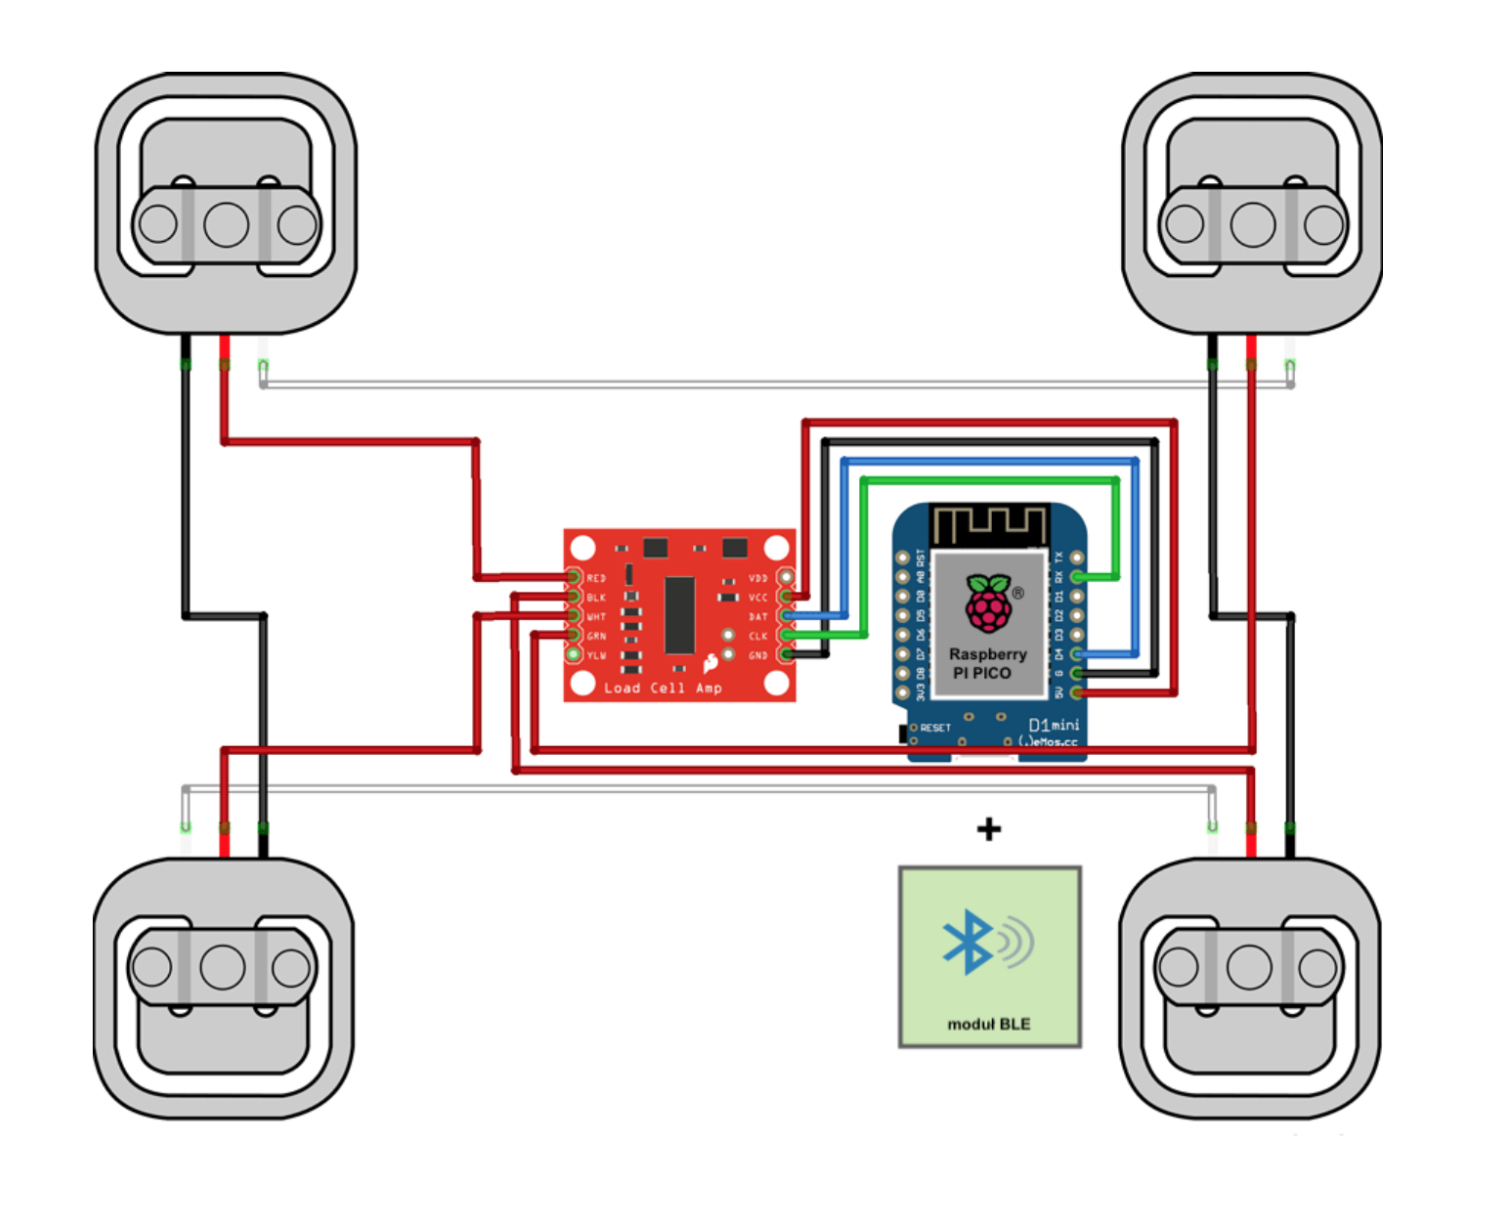 RED
BLK
WHT
GRN
YLW
VDD
VCC
DAT
CLK
GND
Load Cell Amp
RST
A0
D0
D5
D6
D7
D8
3V3
TX
RX
D1
D2
D3
D4
G
5V
®
Raspberry
PI PICO
RESET
D1mini
(.)eMos.cc
+
modul BLE